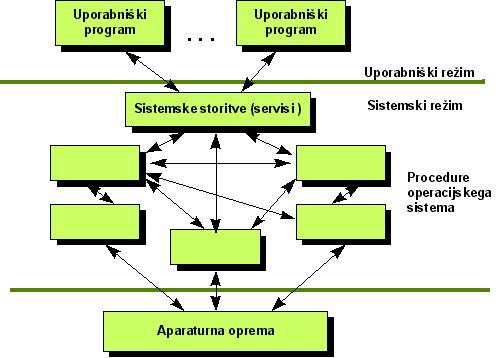 Uporabniški
program
. . .
Uporabniški
program
Uporabniški režim
Sistemske storitve (servisi )
Sistemski režim
Procedure
operacijskega
sistema
Aparaturna oprema